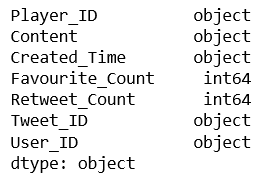 Player_ID object
Content object
Created_Time object
Favourite_Count int64
Retweet_Count int64
Tweet_ID object
User_ID object
dtype: object